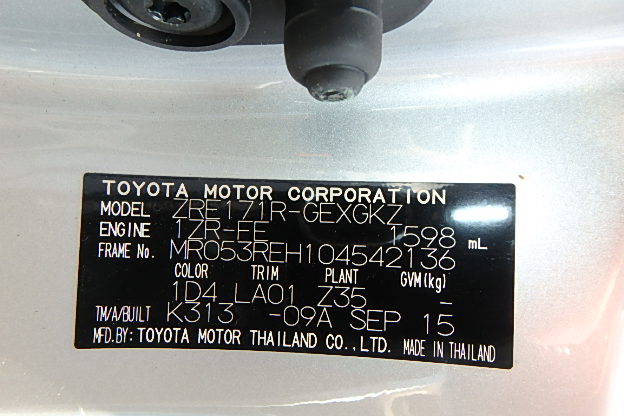 TOYOTA MOTOR CORPORATION
MODEL ZRE171R-GEXGKZ
ENGINE 1ZR-FE 1598 mL
FRAME No. MR053REH104542136
COLOR TRIM PLANT GVM(kg)
1D4 LA01 Z35 -
TM/A/BUILT K313 -09A SEP 15
MFD.BY: TOYOTA MOTOR THAILAND CO.,LTD. MADE IN THAILAND